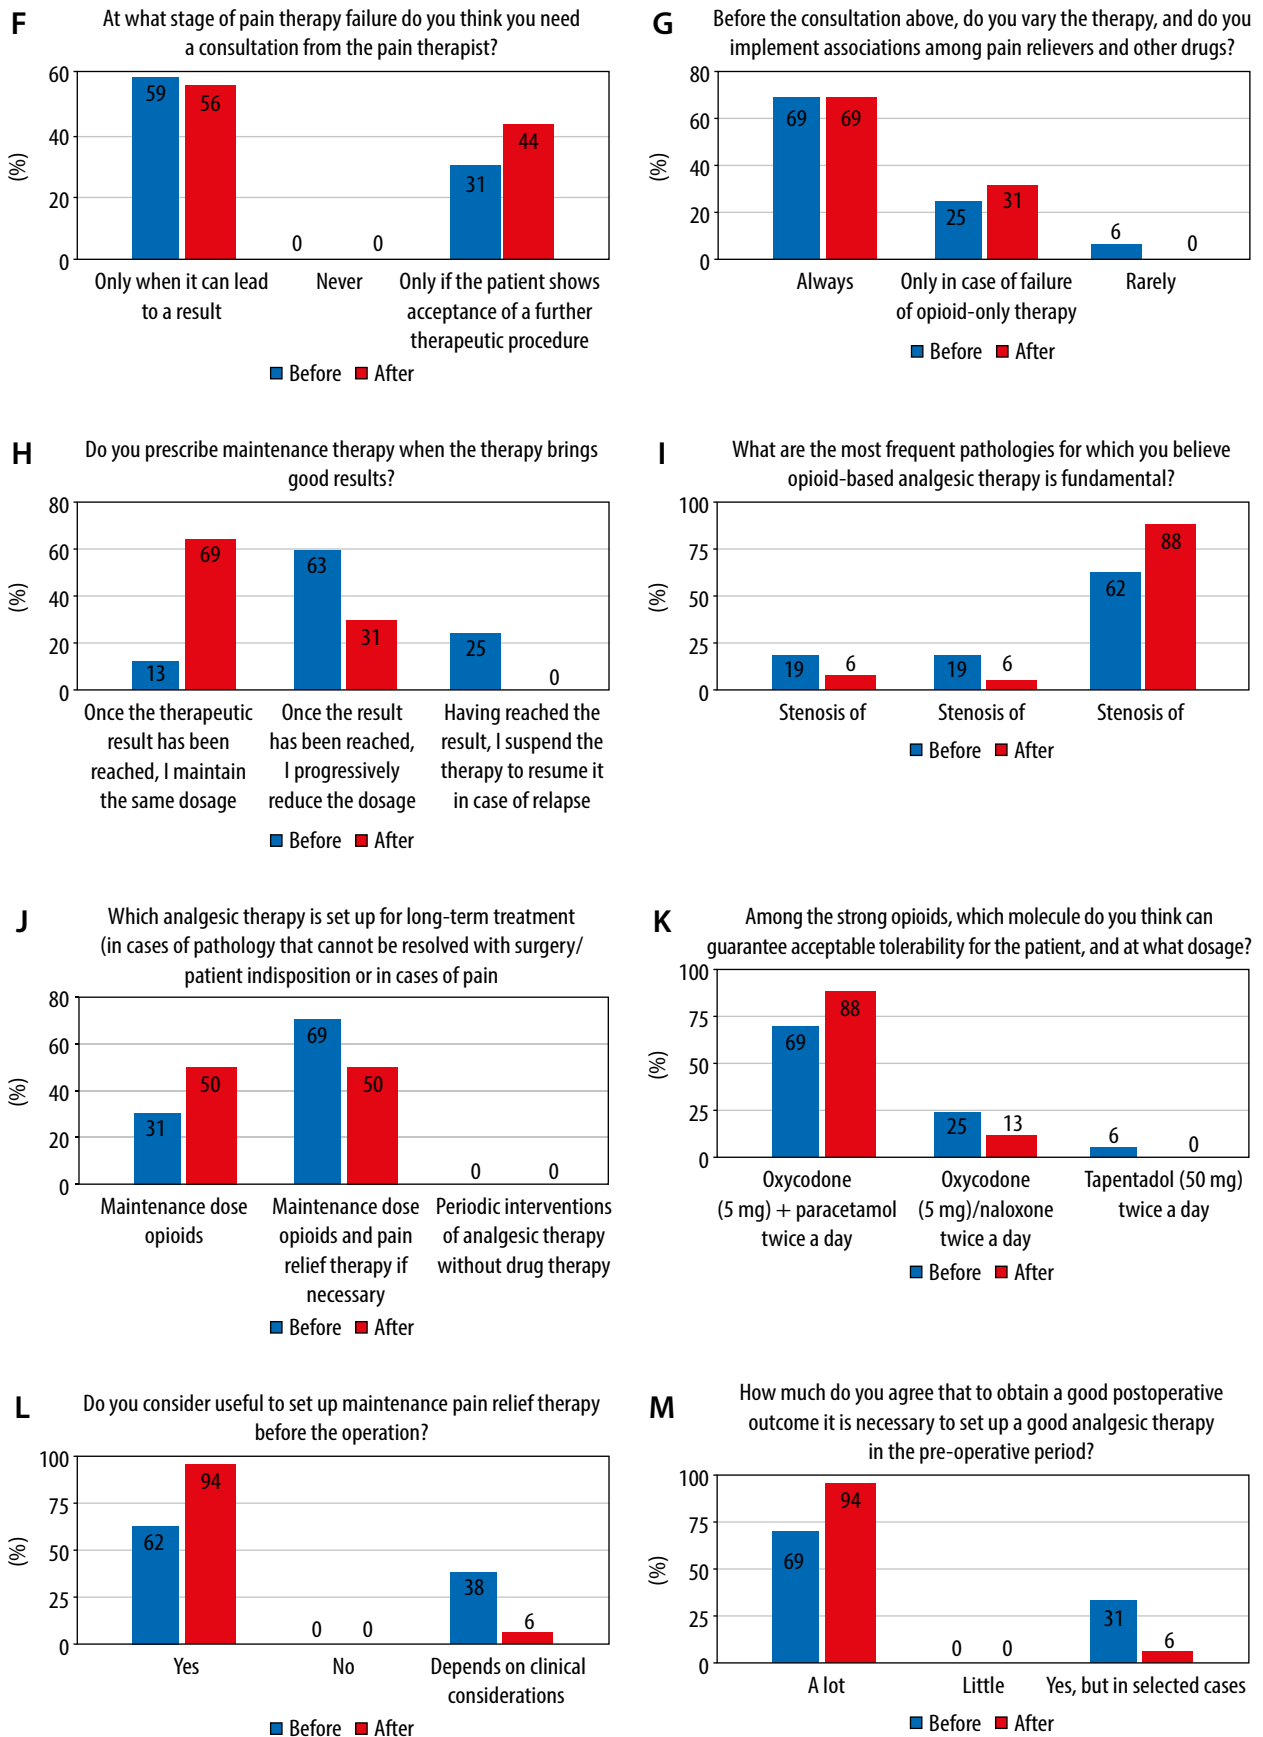 F
At what stage of pain therapy failure do you think you need
a consultation from the pain therapist?
60
40
20
0
(%)
59
56
0
0
31
44
Only when it can lead
to a result
Never
Only if the patient shows
acceptance of a further
therapeutic procedure
Before
After
G
Before the consultation above, do you vary the therapy, and do you
implement associations among pain relievers and other drugs?
80
60
40
20
0
(%)
69
69
25
31
6
0
Always
Only in case of failure
of opioid-only therapy
Rarely
Before
After
H
Do you prescribe maintenance therapy when the therapy brings
good results?
80
60
40
20
0
(%)
13
69
63
31
25
0
Once the therapeutic
result has been
reached, I maintain
the same dosage
Once the result
has been reached,
I progressively
reduce the dosage
Having reached the
result, I suspend the
therapy to resume it
in case of relapse
Before
After
I
What are the most frequent pathologies for which you believe
opioid-based analgesic therapy is fundamental?
100
75
50
25
0
(%)
19
6
19
6
62
88
Stenosis of
Stenosis of
Stenosis of
Before
After
J
Which analgesic therapy is set up for long-term treatment
(in cases of pathology that cannot be resolved with surgery/
patient indisposition or in cases of pain
80
60
40
20
0
(%)
31
50
69
50
0
0
Maintenance dose
opioids
Maintenance dose
opioids and pain
relief therapy if
necessary
Periodic interventions
of analgesic therapy
without drug therapy
Before
After
K
Among the strong opioids, which molecule do you think can
guarantee acceptable tolerability for the patient, and at what dosage?
100
75
50
25
0
(%)
69
88
25
13
6
0
Oxycodone
(5 mg) + paracetamol
twice a day
Oxycodone
(5 mg)/naloxone
twice a day
Tapentadol (50 mg)
twice a day
Before
After
L
Do you consider useful to set up maintenance pain relief therapy
before the operation?
100
75
50
25
0
(%)
62
94
0
0
38
6
Yes
No
Depends on clinical
considerations
Before
After
M
How much do you agree that to obtain a good postoperative
outcome it is necessary to set up a good analgesic therapy
in the pre-operative period?
100
75
50
25
0
(%)
69
94
0
0
31
6
A lot
Little
Yes, but in selected cases
Before
After